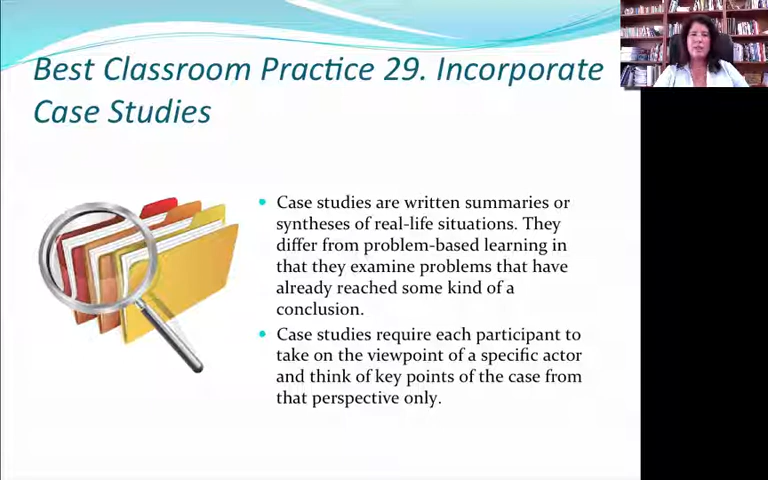 Best Classroom Practice 29. Incorporate
Case Studies
Case studies are written summaries or
syntheses of real-life situations. They
differ from problem-based learning in
that they examine problems that have
already reached some kind of a
conclusion.
Case studies require each participant to
take on the viewpoint of a specific actor
and think of key points of the case from
that perspective only.